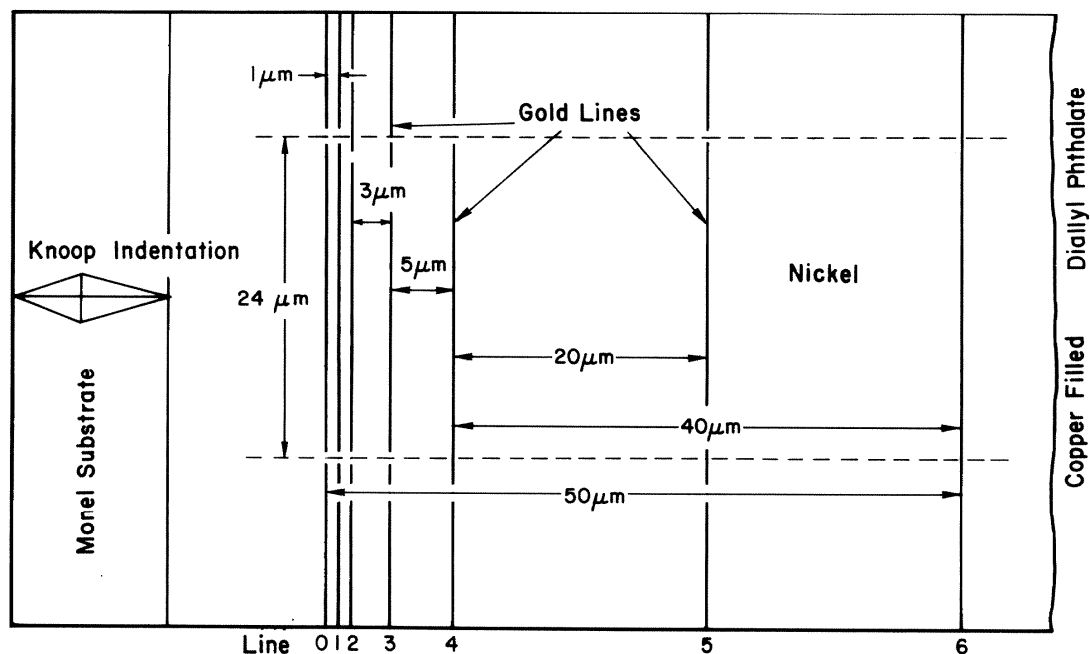 1μm
Gold Lines
3μm
Knoop Indentation
5μm
24 μm
Nickel
20μm
40μm
50μm
Monel Substrate
Copper Filled Diallyl Phthalate
Line 0 1 2 3 4 5 6